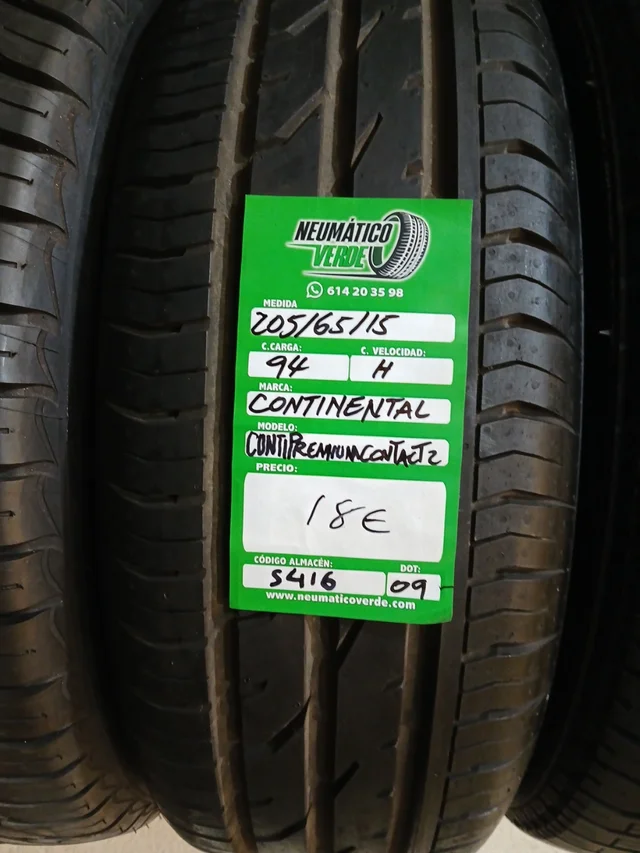 NEUMÁTICO
VERDE
614 20 35 98
MEDIDA
205/65/15
C.CARGA: C. VELOCIDAD:
94 H
MARCA:
CONTINENTAL
MODELO:
CONTIPREMIUMCONTACT2
PRECIO:
18€
CÓDIGO ALMACÉN: DOT:
S416 09
www.neumaticoverde.com